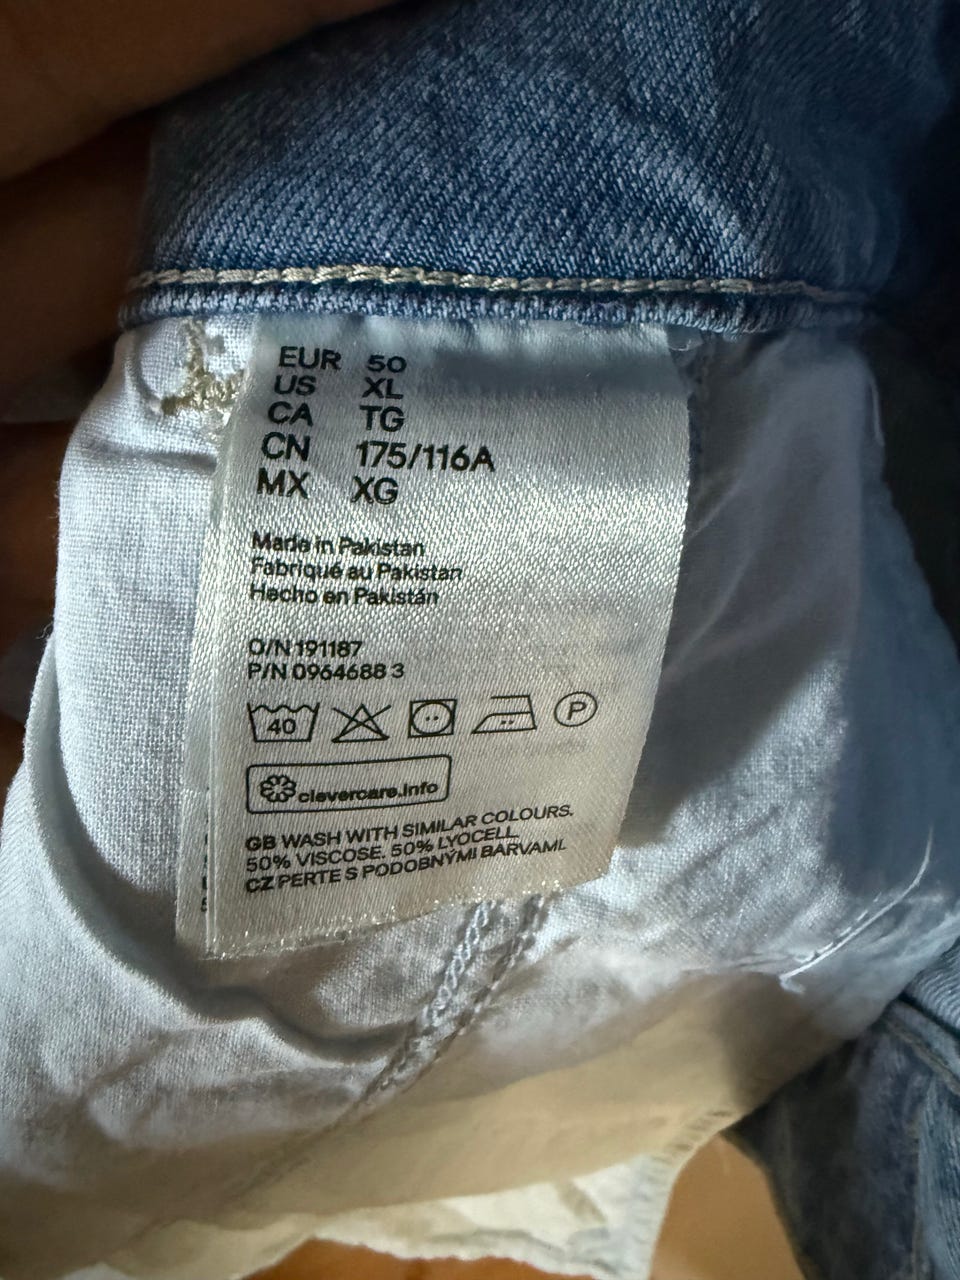 EUR 50
US XL
CA TG
CN 175/116A
MX XG
Made in Pakistan
Fabriqué au Pakistan
Hecho en Pakistán
O/N 191187
P/N 0964688 3
40 P
clevercare.info
GB WASH WITH SIMILAR COLOURS.
50% VISCOSE. 50% LYOCELL
CZ PERTE S PODOBNÝMI BARVAMI.